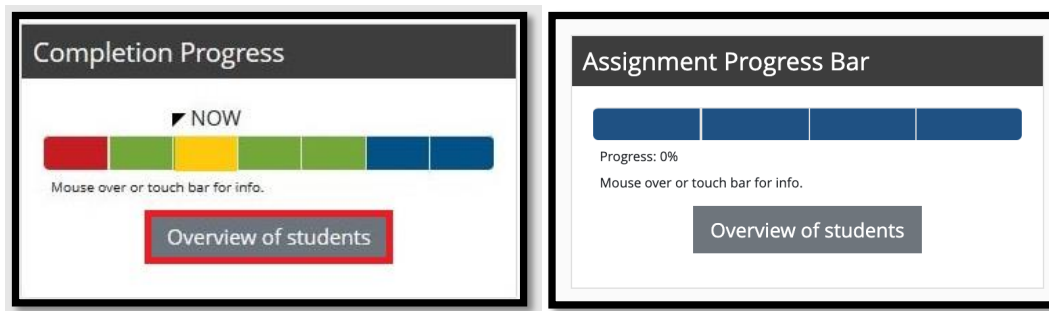 Completion Progress
NOW
Mouse over or touch bar for info.
Overview of students
Assignment Progress Bar
Progress: 0%
Mouse over or touch bar for info.
Overview of students